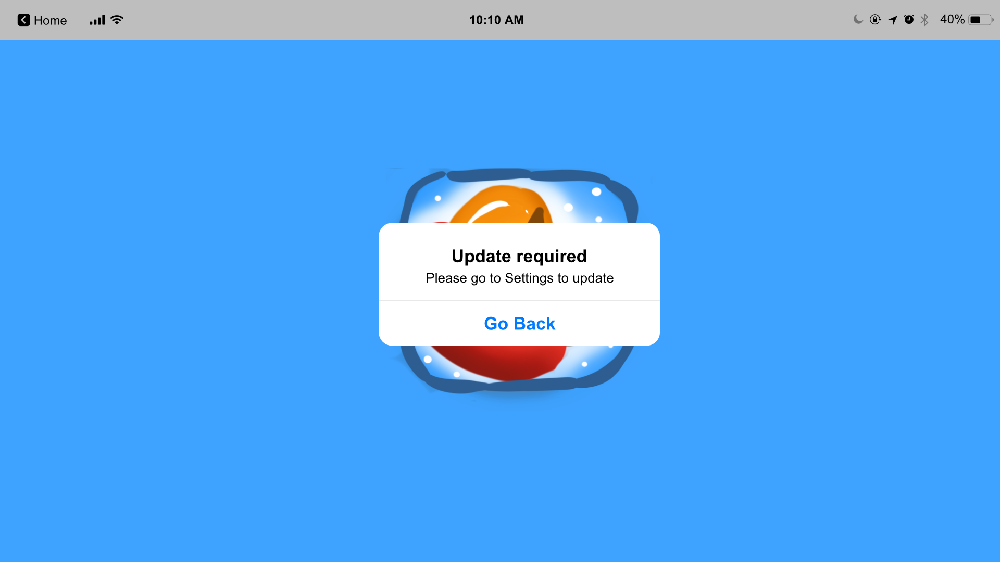 Home
10:10 AM
40%
Update required
Please go to Settings to update
Go Back